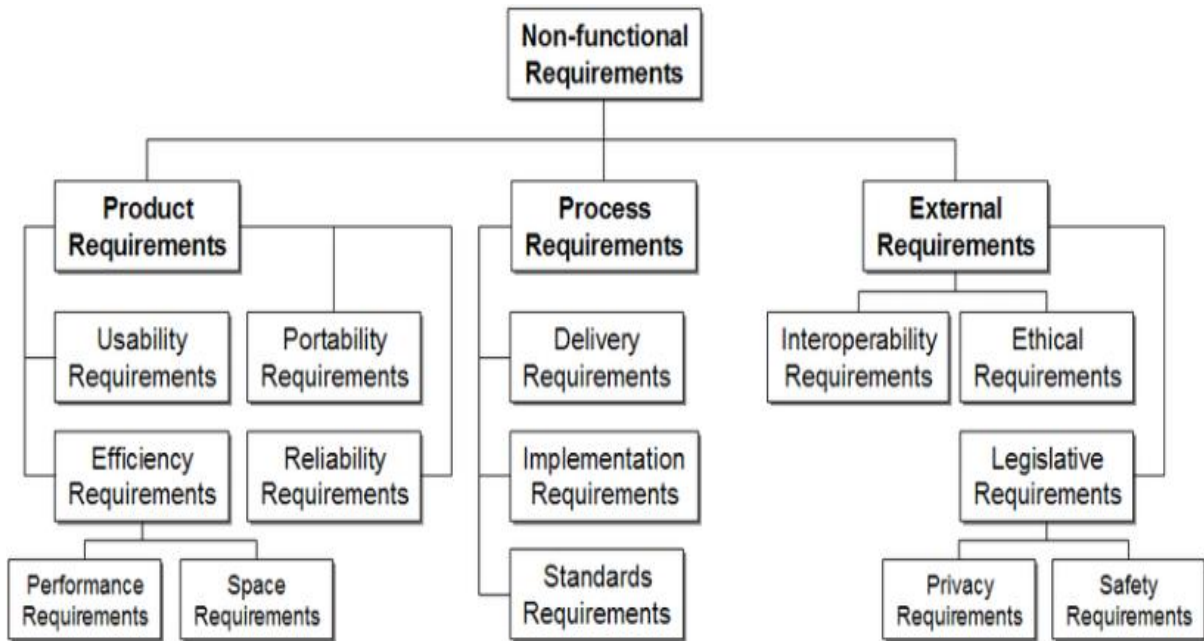 Non-functional
Requirements
Product
Requirements
Process
Requirements
External
Requirements
Usability
Requirements
Portability
Requirements
Delivery
Requirements
Interoperability
Requirements
Ethical
Requirements
Efficiency
Requirements
Reliability
Requirements
Implementation
Requirements
Legislative
Requirements
Performance
Requirements
Space
Requirements
Standards
Requirements
Privacy
Requirements
Safety
Requirements